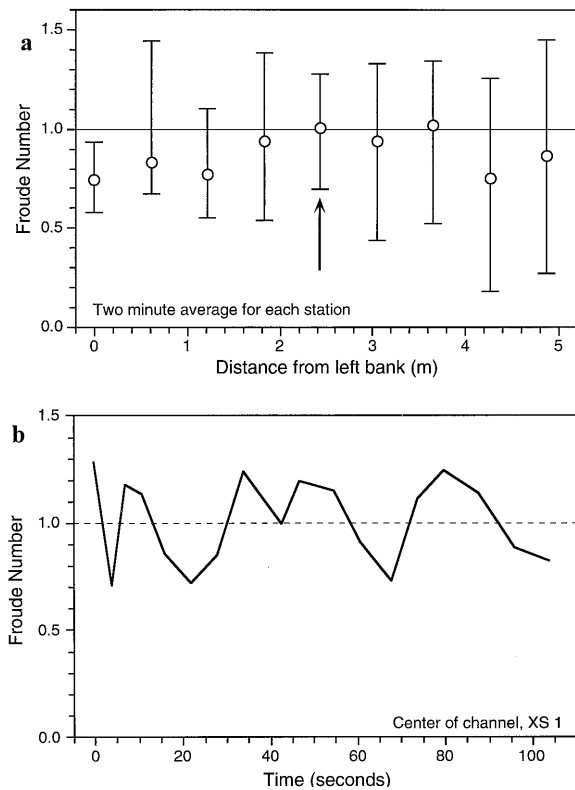 a
1.5
1.0
0.5
0.0
Froude Number
Two minute average for each station
0 1 2 3 4 5
Distance from left bank (m)
b
1.5
1.0
0.5
0.0
Froude Number
Center of channel, XS 1
0 20 40 60 80 100
Time (seconds)